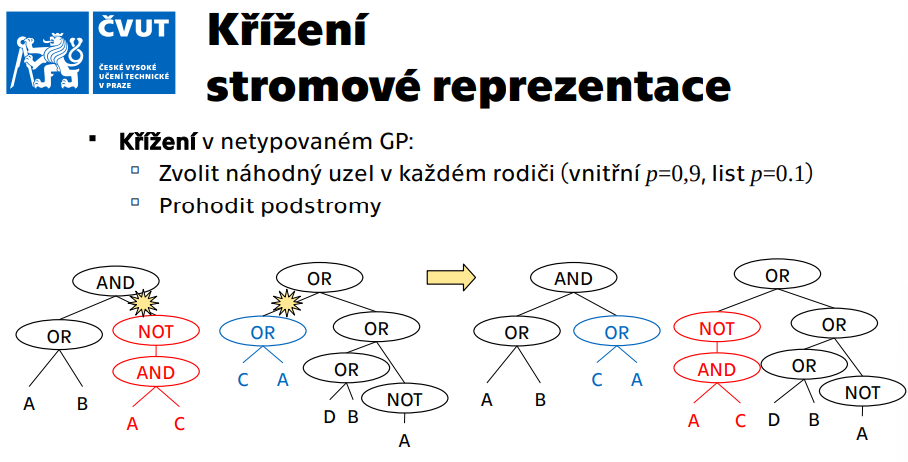 ČVUT
ČESKÉ VYSOKÉ
UČENÍ TECHNICKÉ
V PRAZE
Křížení
stromové reprezentace
▪ Křížení v netypovaném GP:
▫ Zvolit náhodný uzel v každém rodiči (vnitřní p=0,9, list p=0.1)
▫ Prohodit podstromy
AND
OR
NOT
AND
A
B
A
C
OR
OR
OR
C
A
OR
NOT
D
B
A
AND
OR
OR
A
B
C
A
OR
NOT
OR
AND
OR
NOT
A
C
D
B
A